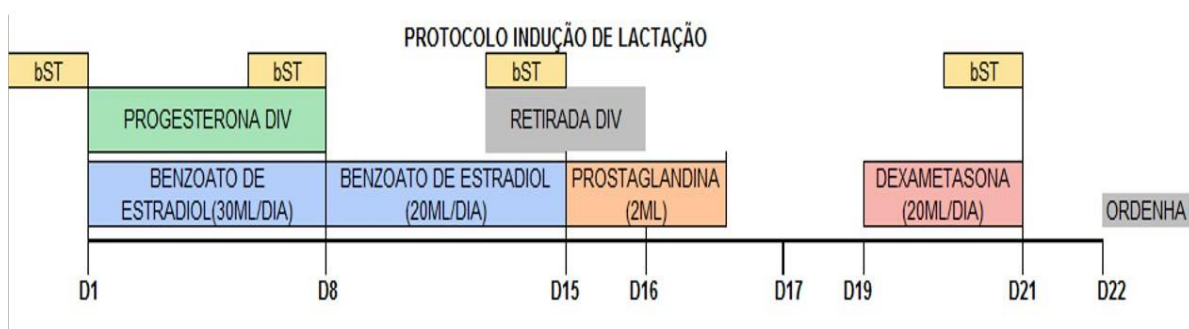 PROTOCOLO INDUÇÃO DE LACTAÇÃO
bST
bST
bST
bST
PROGESTERONA DIV
RETIRADA DIV
BENZOATO DE
ESTRADIOL(30ML/DIA)
BENZOATO DE ESTRADIOL
(20ML/DIA)
PROSTAGLANDINA
(2ML)
DEXAMETASONA
(20ML/DIA)
ORDENHA
D1
D8
D15
D16
D17
D19
D21
D22